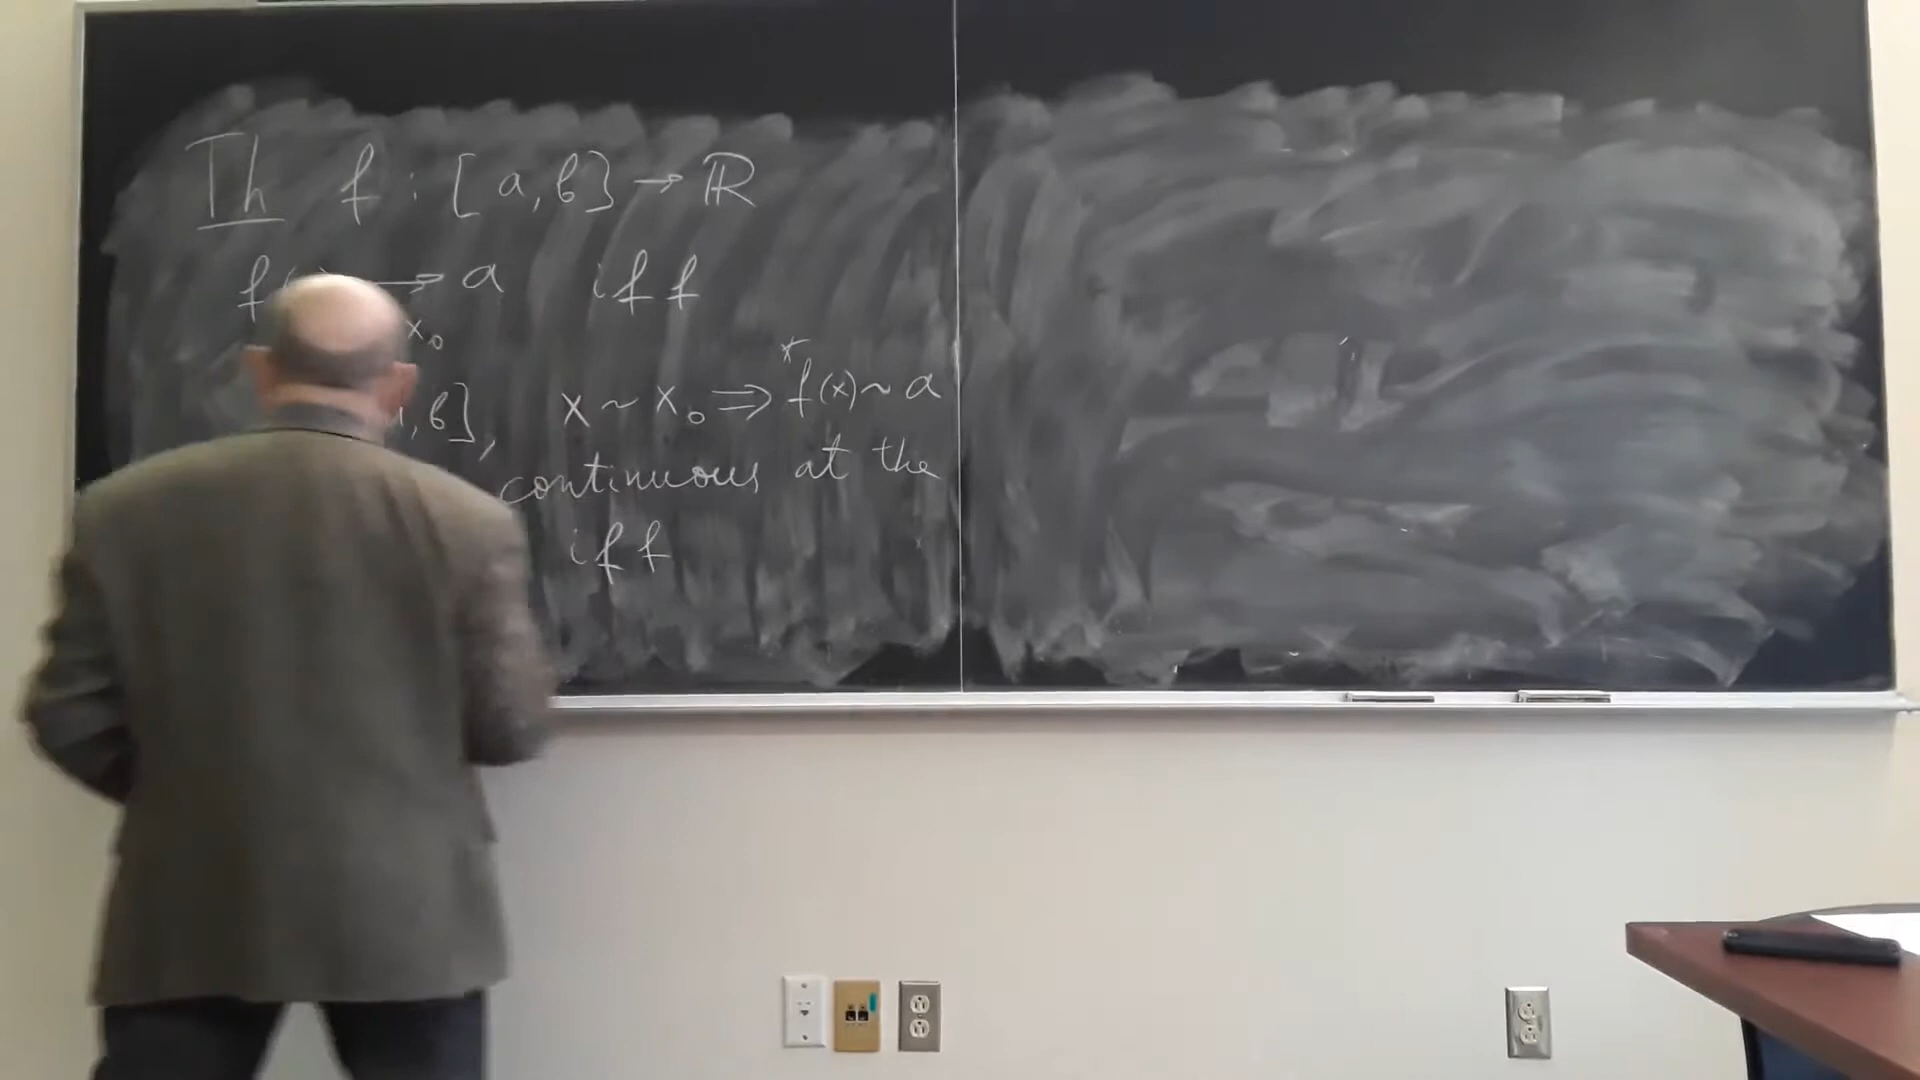 Th f : [a,b] → ℝ
f( → a iff
x₀
,b], x ~ x₀ ⇒ *f(x) ~ a
continuous at the
iff